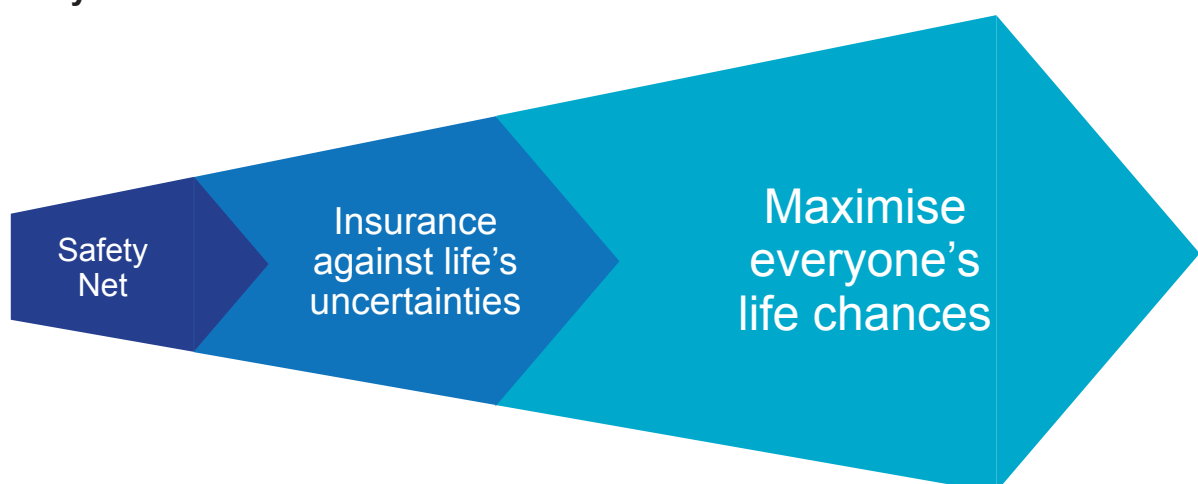 Safety
Net
Insurance
against life's
uncertainties
Maximise
everyone's
life chances